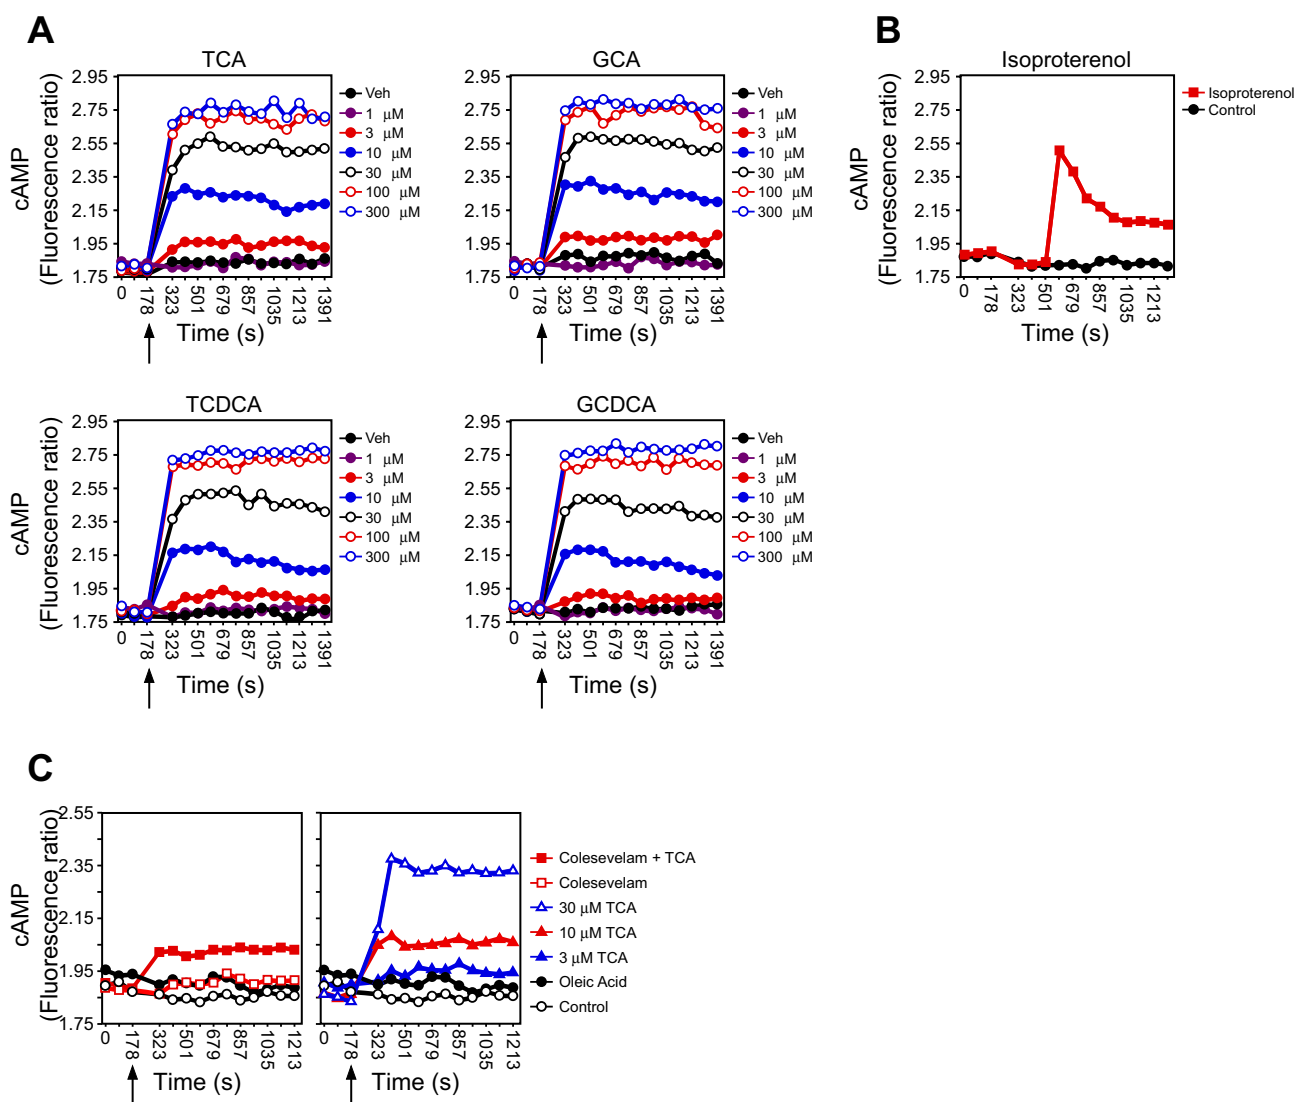 A
TCA
cAMP
(Fluorescence ratio)
2.95
2.75
2.55
2.35
2.15
1.95
1.75
0
178
323
501
679
857
1035
1213
1391
Time (s)
GCA
2.95
2.75
2.55
2.35
2.15
1.95
1.75
0
178
323
501
679
857
1035
1213
1391
Time (s)
Veh
1 μM
3 μM
10 μM
30 μM
100 μM
300 μM
Veh
1 μM
3 μM
10 μM
30 μM
100 μM
300 μM
B
Isoproterenol
cAMP
(Fluorescence ratio)
2.95
2.75
2.55
2.35
2.15
1.95
1.75
0
178
323
501
679
857
1035
1213
Time (s)
Isoproterenol
Control
TCDCA
cAMP
(Fluorescence ratio)
2.95
2.75
2.55
2.35
2.15
1.95
1.75
0
178
323
501
679
857
1035
1213
1391
Time (s)
Veh
1 μM
3 μM
10 μM
30 μM
100 μM
300 μM
GCDCA
2.95
2.75
2.55
2.35
2.15
1.95
1.75
0
178
323
501
679
857
1035
1213
1391
Time (s)
Veh
1 μM
3 μM
10 μM
30 μM
100 μM
300 μM
C
cAMP
(Fluorescence ratio)
2.55
2.35
2.15
1.95
1.75
0
178
323
501
679
857
1035
1213
Time (s)
0
178
323
501
679
857
1035
1213
Time (s)
Colesevelam + TCA
Colesevelam
30 μM TCA
10 μM TCA
3 μM TCA
Oleic Acid
Control